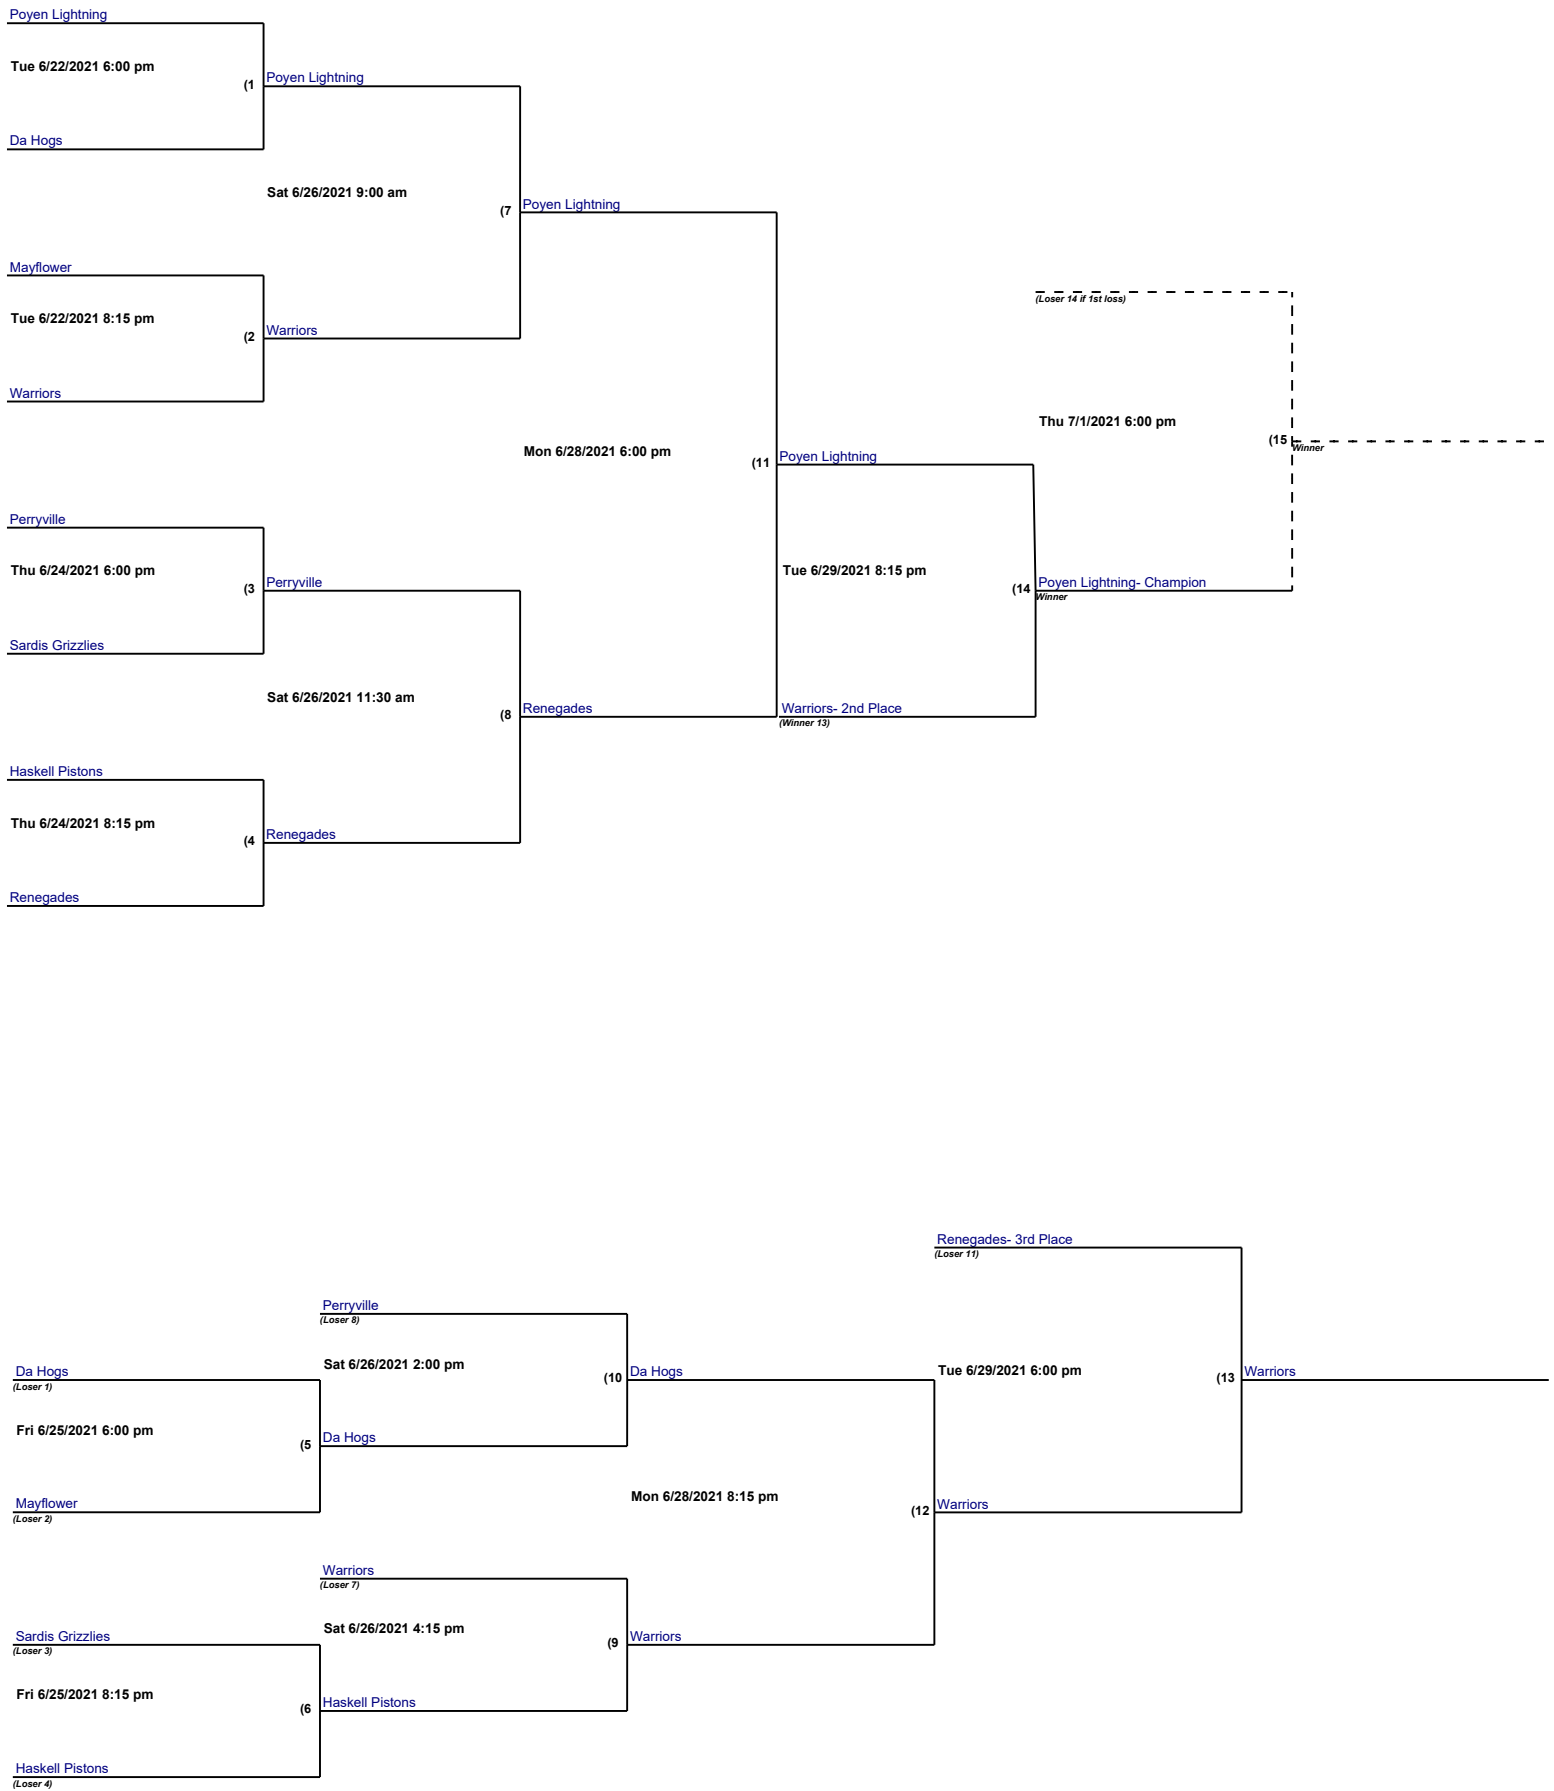 Poyen Lightning
Tue 6/22/2021 6:00 pm
(1
Poyen Lightning
Da Hogs
Sat 6/26/2021 9:00 am
(7
Poyen Lightning
Mayflower
Tue 6/22/2021 8:15 pm
(2
Warriors
Warriors
(Loser 14 if 1st loss)
Thu 7/1/2021 6:00 pm
(15
Winner
Mon 6/28/2021 6:00 pm
(11
Poyen Lightning
Perryville
Thu 6/24/2021 6:00 pm
(3
Perryville
Tue 6/29/2021 8:15 pm
(14
Poyen Lightning- Champion
Winner
Sardis Grizzlies
Sat 6/26/2021 11:30 am
(8
Renegades
Warriors- 2nd Place
(Winner 13)
Haskell Pistons
Thu 6/24/2021 8:15 pm
(4
Renegades
Renegades
Renegades- 3rd Place
(Loser 11)
Perryville
(Loser 8)
Sat 6/26/2021 2:00 pm
(10
Da Hogs
Tue 6/29/2021 6:00 pm
(13
Warriors
Da Hogs
(Loser 1)
Fri 6/25/2021 6:00 pm
(5
Da Hogs
Mayflower
(Loser 2)
Mon 6/28/2021 8:15 pm
(12
Warriors
Warriors
(Loser 7)
Sat 6/26/2021 4:15 pm
(9
Warriors
Sardis Grizzlies
(Loser 3)
Fri 6/25/2021 8:15 pm
(6
Haskell Pistons
Haskell Pistons
(Loser 4)